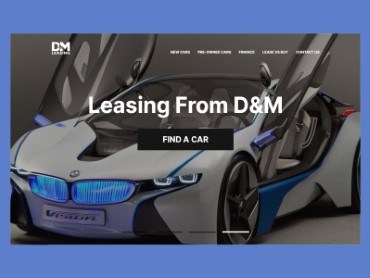 D&M
LEASING
NEW CARS PRE-OWNED CARS FINANCE LEASE VS BUY CONTACT US
Leasing From D&M
FIND A CAR
VISION